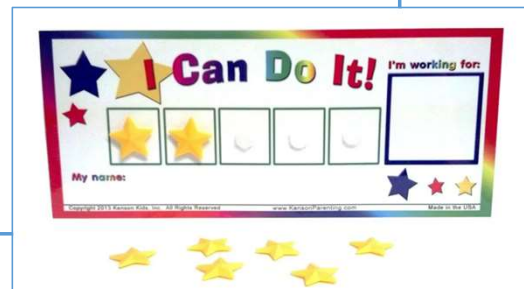 I Can Do It!
I'm working for:
My name:
Copyright 2013 Kenson Kids, Inc. All Rights Reserved www.KensonParenting.com Made in the USA